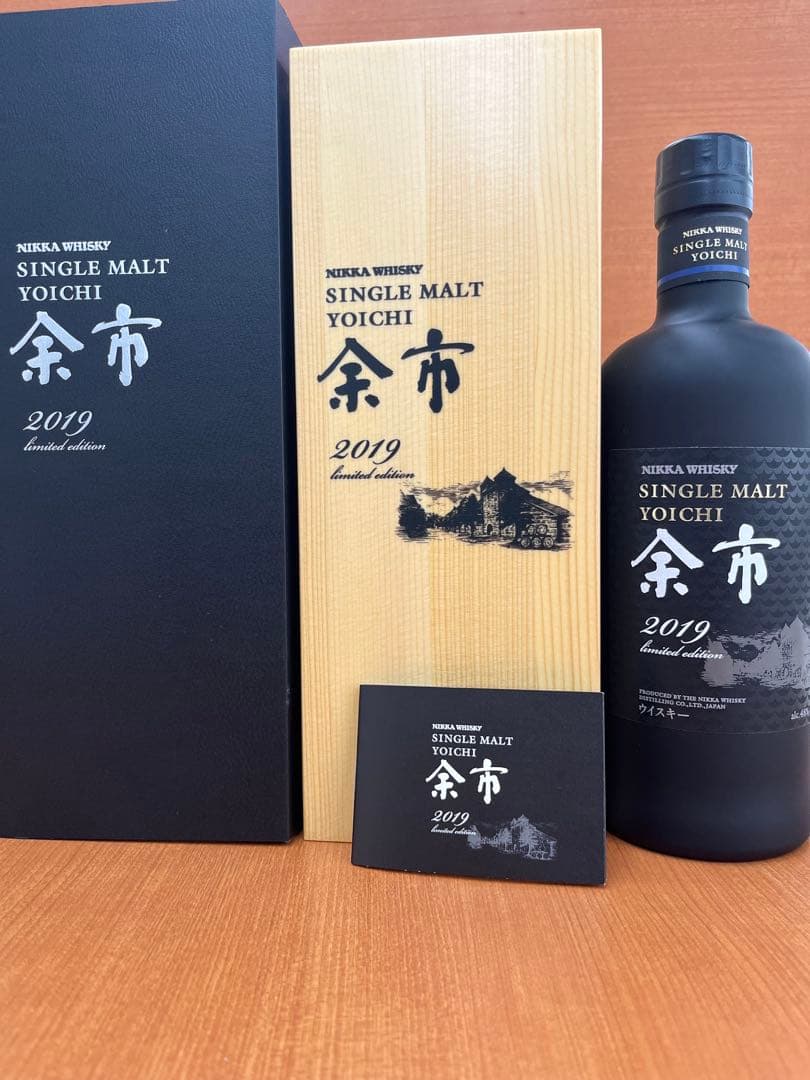 NIKKA WHISKY
SINGLE MALT
YOICHI
余市
2019
limited edition
NIKKA WHISKY
SINGLE MALT
YOICHI
余市
2019
limited edition
NIKKA WHISKY
SINGLE MALT
YOICHI
NIKKA WHISKY
SINGLE MALT
YOICHI
余市
2019
limited edition
PRODUCED BY THE NIKKA WHISKY
DISTILLING CO.,LTD.,JAPAN
ウイスキー
alc.48%
NIKKA WHISKY
SINGLE MALT
YOICHI
余市
2019
limited edition